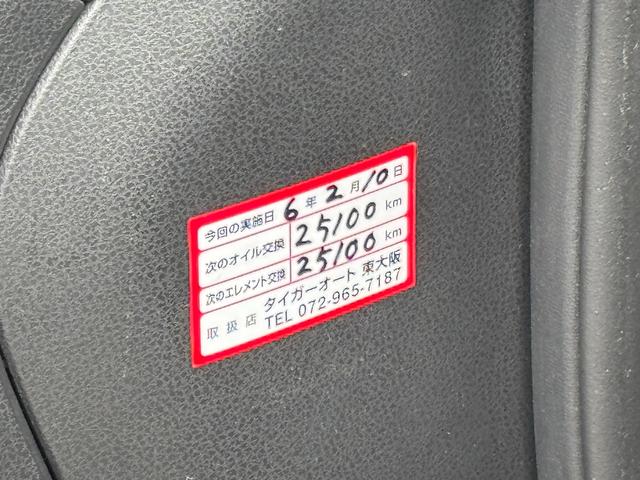 今回の実施日 6年 2月 10日
次のオイル交換 25100 km
次のエレメント交換 25100 km
取扱店 タイガーオート 東大阪
TEL 072-965-7187